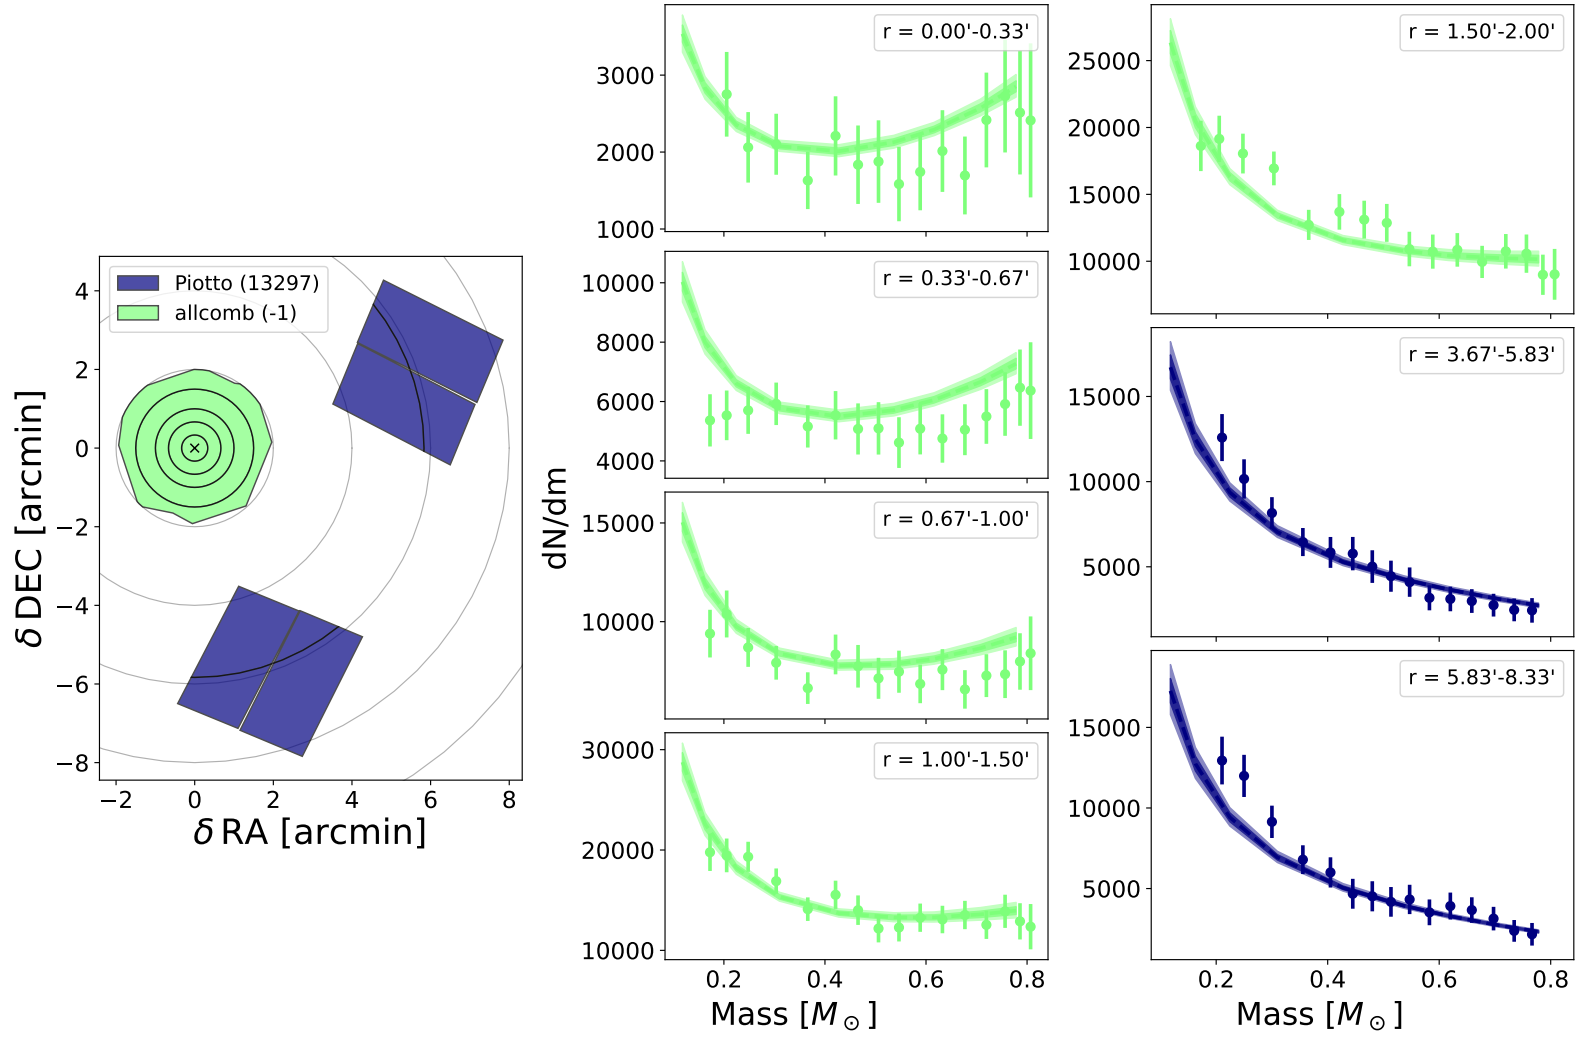 Piotto (13297)
allcomb (-1)
4
2
0
−2
−4
−6
−8
−2 0 2 4 6 8
δ DEC [arcmin]
δ RA [arcmin]
dN/dm
r = 0.00'-0.33'
3000
2000
1000
r = 0.33'-0.67'
10000
8000
6000
4000
r = 0.67'-1.00'
15000
10000
r = 1.00'-1.50'
30000
20000
10000
0.2 0.4 0.6 0.8
Mass [M⊙]
r = 1.50'-2.00'
25000
20000
15000
10000
r = 3.67'-5.83'
15000
10000
5000
r = 5.83'-8.33'
15000
10000
5000
0.2 0.4 0.6 0.8
Mass [M⊙]